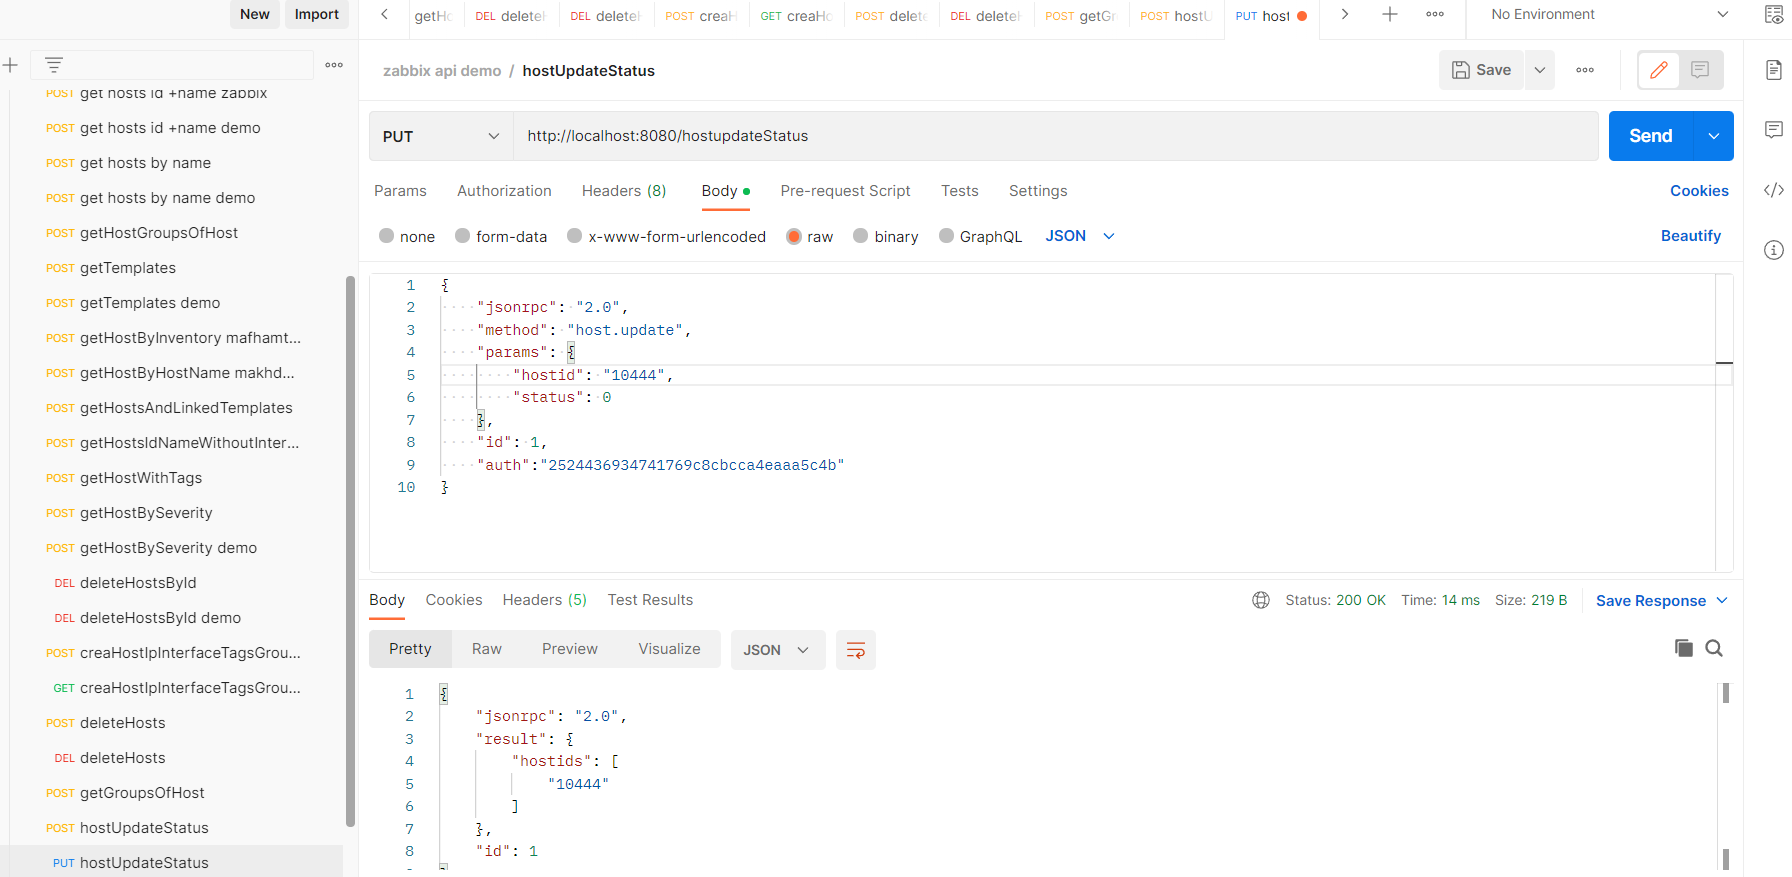 New Import
getHo DEL delete DEL delete POST creaH GET creaHo POST delete DEL delete POST getGr POST hostU PUT host No Environment
zabbix api demo / hostUpdateStatus
Save
PUT http://localhost:8080/hostupdateStatus
Send
Params Authorization Headers (8) Body Pre-request Script Tests Settings Cookies
none form-data x-www-form-urlencoded raw binary GraphQL JSON Beautify
POST get hosts id +name zabbix
POST get hosts id +name demo
POST get hosts by name
POST get hosts by name demo
POST getHostGroupsOfHost
POST getTemplates
POST getTemplates demo
POST getHostByInventory mafhamt...
POST getHostByHostName makhd...
POST getHostsAndLinkedTemplates
POST getHostsIdNameWithoutInter...
POST getHostWithTags
POST getHostBySeverity
POST getHostBySeverity demo
DEL deleteHostsById
DEL deleteHostsById demo
POST creaHostIpInterfaceTagsGrou...
GET creaHostIpInterfaceTagsGrou...
POST deleteHosts
DEL deleteHosts
POST getGroupsOfHost
POST hostUpdateStatus
PUT hostUpdateStatus
1 {
2 "jsonrpc": "2.0",
3 "method": "host.update",
4 "params": {
5 "hostid": "10444",
6 "status": 0
7 },
8 "id": 1,
9 "auth":"2524436934741769c8cbcca4eaaa5c4b"
10 }
Body Cookies Headers (5) Test Results Status: 200 OK Time: 14 ms Size: 219 B Save Response
Pretty Raw Preview Visualize JSON
1 {
2 "jsonrpc": "2.0",
3 "result": {
4 "hostids": [
5 "10444"
6 ]
7 },
8 "id": 1